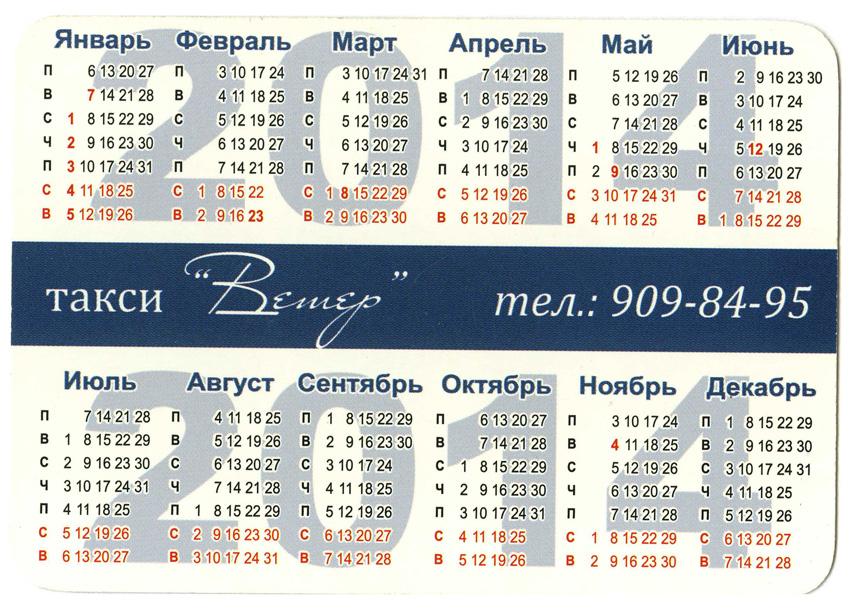 2014
Январь Февраль Март Апрель Май Июнь
П 6 13 20 27 П 3 10 17 24 П 3 10 17 24 31 П 7 14 21 28 П 5 12 19 26 П 2 9 16 23 30
В 7 14 21 28 В 4 11 18 25 В 4 11 18 25 В 1 8 15 22 29 В 6 13 20 27 В 3 10 17 24
С 1 8 15 22 29 С 5 12 19 26 С 5 12 19 26 С 2 9 16 23 30 С 7 14 21 28 С 4 11 18 25
Ч 2 9 16 23 30 Ч 6 13 20 27 Ч 6 13 20 27 Ч 3 10 17 24 Ч 1 8 15 22 29 Ч 5 12 19 26
П 3 10 17 24 31 П 7 14 21 28 П 7 14 21 28 П 4 11 18 25 П 2 9 16 23 30 П 6 13 20 27
С 4 11 18 25 С 1 8 15 22 С 1 8 15 22 29 С 5 12 19 26 С 3 10 17 24 31 С 7 14 21 28
В 5 12 19 26 В 2 9 16 23 В 2 9 16 23 30 В 6 13 20 27 В 4 11 18 25 В 1 8 15 22 29
такси “Ветер” тел.: 909-84-95
2014
Июль Август Сентябрь Октябрь Ноябрь Декабрь
П 7 14 21 28 П 4 11 18 25 П 1 8 15 22 29 П 6 13 20 27 П 3 10 17 24 П 1 8 15 22 29
В 1 8 15 22 29 В 5 12 19 26 В 2 9 16 23 30 В 7 14 21 28 В 4 11 18 25 В 2 9 16 23 30
С 2 9 16 23 30 С 6 13 20 27 С 3 10 17 24 С 1 8 15 22 29 С 5 12 19 26 С 3 10 17 24 31
Ч 3 10 17 24 31 Ч 7 14 21 28 Ч 4 11 18 25 Ч 2 9 16 23 30 Ч 6 13 20 27 Ч 4 11 18 25
П 4 11 18 25 П 1 8 15 22 29 П 5 12 19 26 П 3 10 17 24 31 П 7 14 21 28 П 5 12 19 26
С 5 12 19 26 С 2 9 16 23 30 С 6 13 20 27 С 4 11 18 25 С 1 8 15 22 29 С 6 13 20 27
В 6 13 20 27 В 3 10 17 24 31 В 7 14 21 28 В 5 12 19 26 В 2 9 16 23 30 В 7 14 21 28